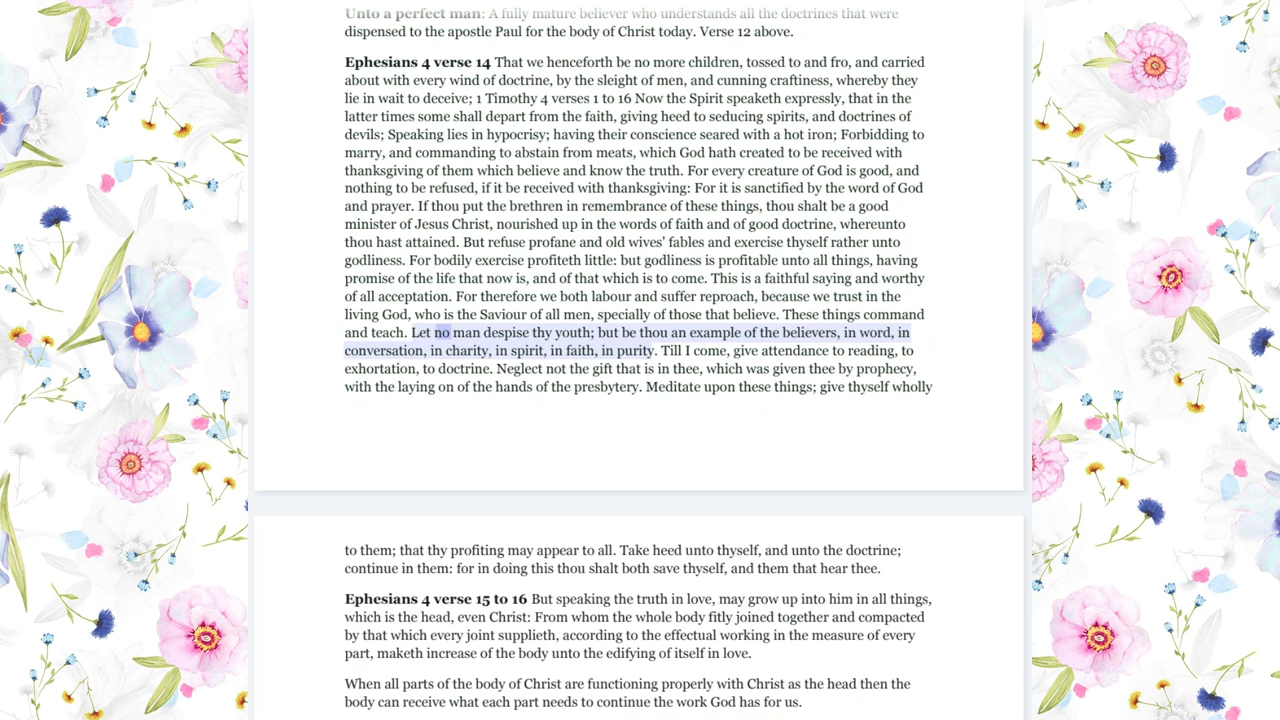 Unto a perfect man: A fully mature believer who understands all the doctrines that were
dispensed to the apostle Paul for the body of Christ today. Verse 12 above.
Ephesians 4 verse 14 That we henceforth be no more children, tossed to and fro, and carried
about with every wind of doctrine, by the sleight of men, and cunning craftiness, whereby they
lie in wait to deceive; 1 Timothy 4 verses 1 to 16 Now the Spirit speaketh expressly, that in the
latter times some shall depart from the faith, giving heed to seducing spirits, and doctrines of
devils; Speaking lies in hypocrisy; having their conscience seared with a hot iron; Forbidding to
marry, and commanding to abstain from meats, which God hath created to be received with
thanksgiving of them which believe and know the truth. For every creature of God is good, and
nothing to be refused, if it be received with thanksgiving: For it is sanctified by the word of God
and prayer. If thou put the brethren in remembrance of these things, thou shalt be a good
minister of Jesus Christ, nourished up in the words of faith and of good doctrine, whereunto
thou hast attained. But refuse profane and old wives' fables and exercise thyself rather unto
godliness. For bodily exercise profiteth little: but godliness is profitable unto all things, having
promise of the life that now is, and of that which is to come. This is a faithful saying and worthy
of all acceptation. For therefore we both labour and suffer reproach, because we trust in the
living God, who is the Saviour of all men, specially of those that believe. These things command
and teach. Let no man despise thy youth; but be thou an example of the believers, in word, in
conversation, in charity, in spirit, in faith, in purity. Till I come, give attendance to reading, to
exhortation, to doctrine. Neglect not the gift that is in thee, which was given thee by prophecy,
with the laying on of the hands of the presbytery. Meditate upon these things; give thyself wholly
to them; that thy profiting may appear to all. Take heed unto thyself, and unto the doctrine;
continue in them: for in doing this thou shalt both save thyself, and them that hear thee.
Ephesians 4 verse 15 to 16 But speaking the truth in love, may grow up into him in all things,
which is the head, even Christ: From whom the whole body fitly joined together and compacted
by that which every joint supplieth, according to the effectual working in the measure of every
part, maketh increase of the body unto the edifying of itself in love.
When all parts of the body of Christ are functioning properly with Christ as the head then the
body can receive what each part needs to continue the work God has for us.